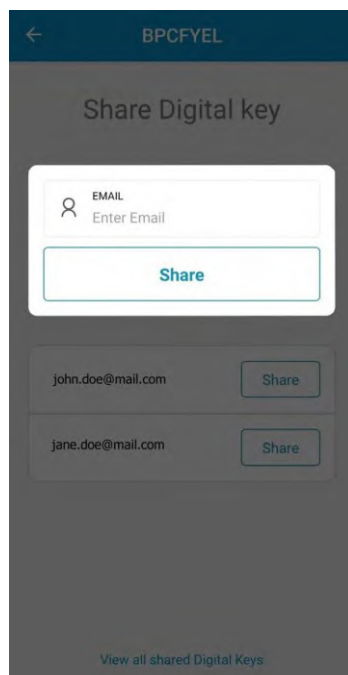 BPCFYEL
Share Digital key
EMAIL
Enter Email
Share
john.doe@mail.com Share
jane.doe@mail.com Share
View all shared Digital Keys